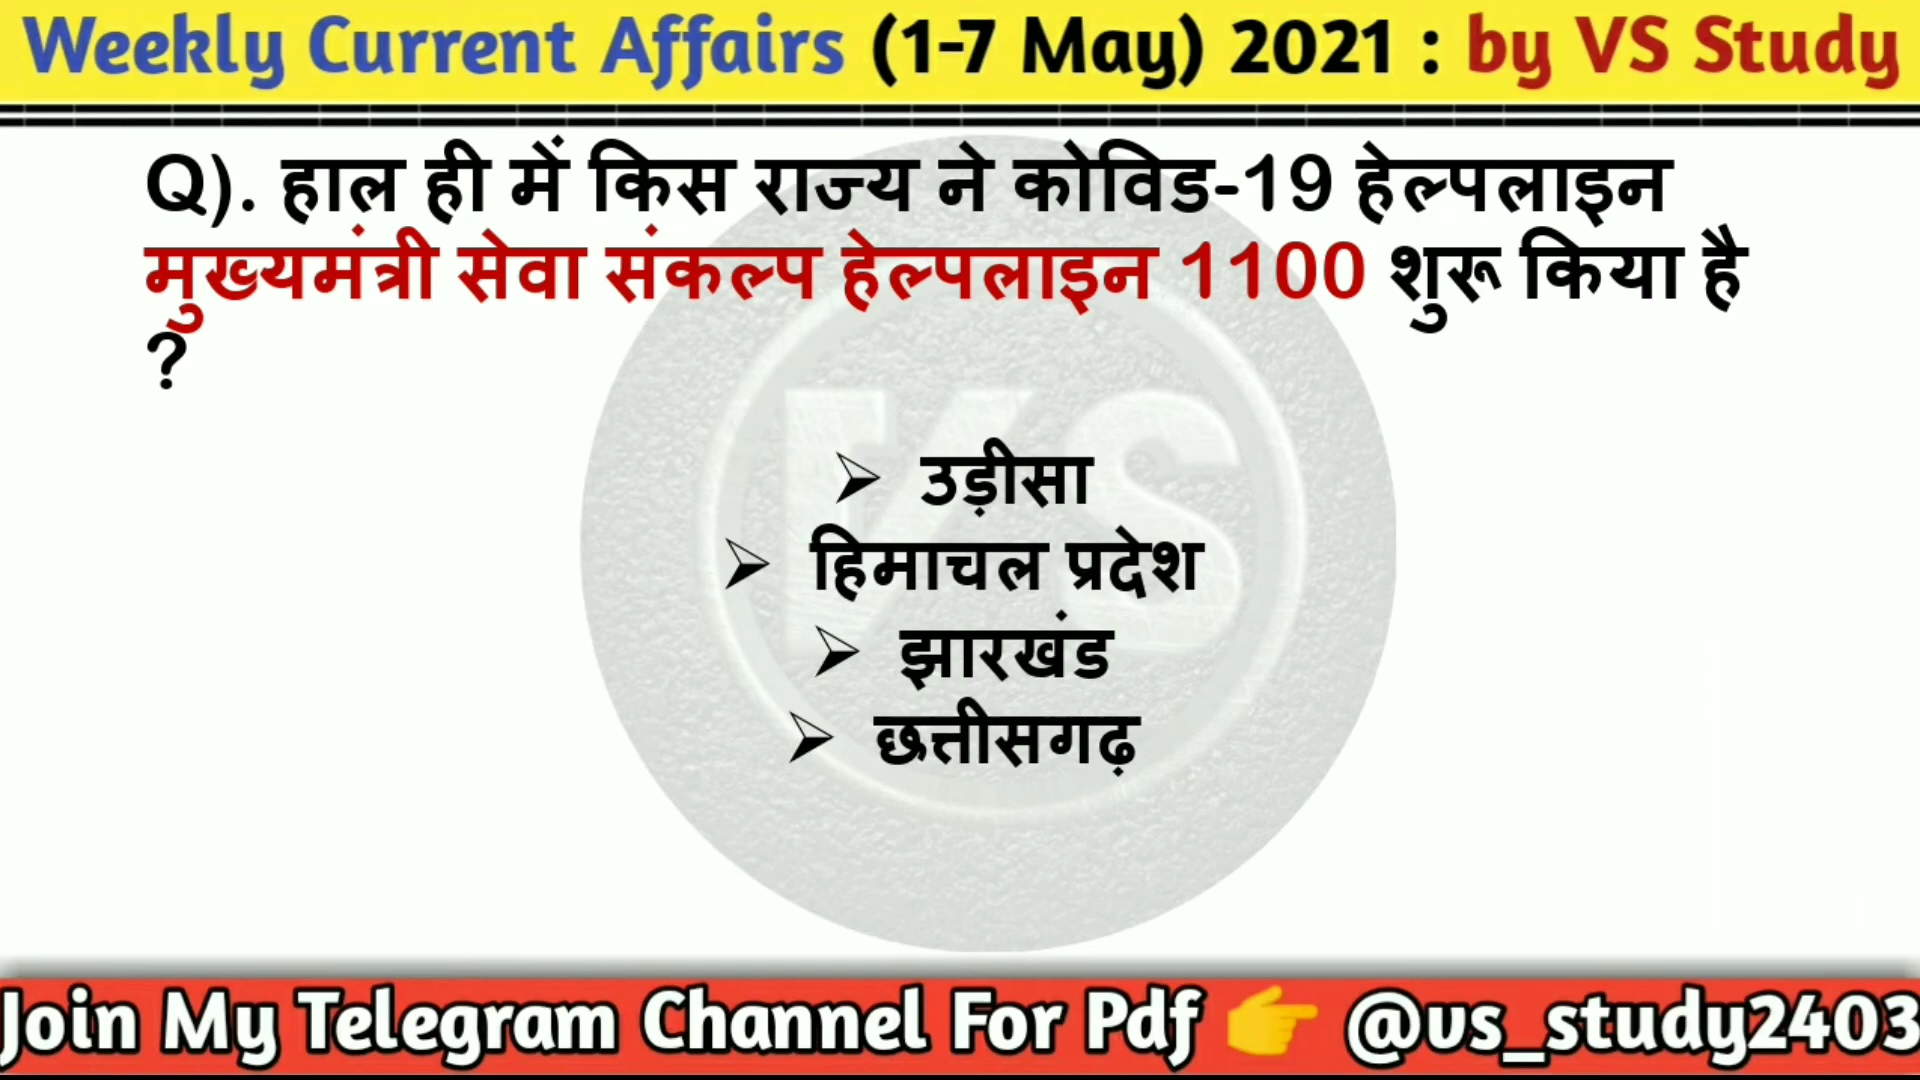 Weekly Current Affairs (1-7 May) 2021 : by VS Study
Q). हाल ही में किस राज्य ने कोविड-19 हेल्पलाइन
मुख्यमंत्री सेवा संकल्प हेल्पलाइन 1100 शुरू किया है
?
VS
➢ उड़ीसा
➢ हिमाचल प्रदेश
➢ झारखंड
➢ छत्तीसगढ़
Join My Telegram Channel For Pdf 👉 @vs_study2403